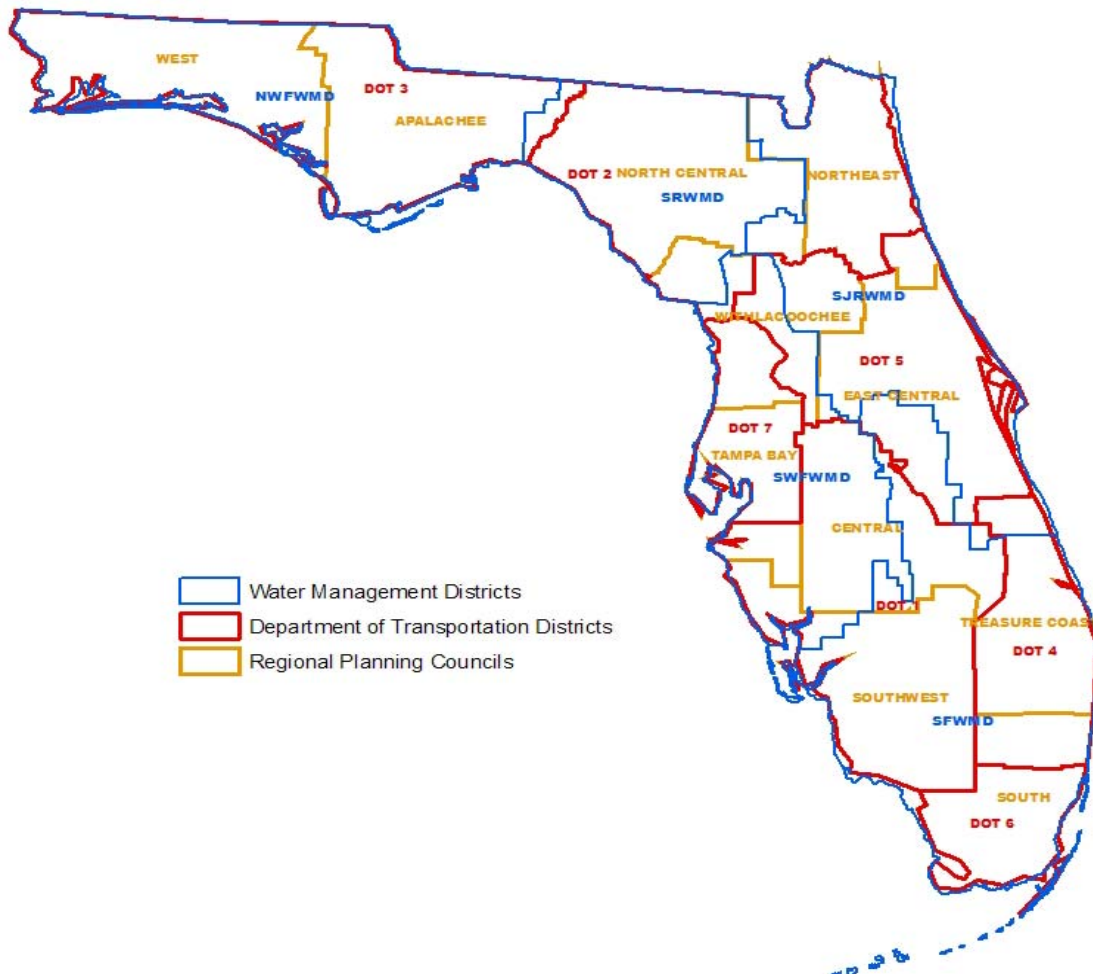 WEST
NWFWMD
DOT 3
APALACHEE
DOT 2
NORTH CENTRAL
SRWMD
NORTHEAST
SJRWMD
WITHLACOOCHEE
DOT 5
EAST CENTRAL
DOT 7
TAMPA BAY
SWFWMD
CENTRAL
Water Management Districts
Department of Transportation Districts
Regional Planning Councils
DOT 1
TREASURE COAS
DOT 4
SOUTHWEST
SFWMD
SOUTH
DOT 6